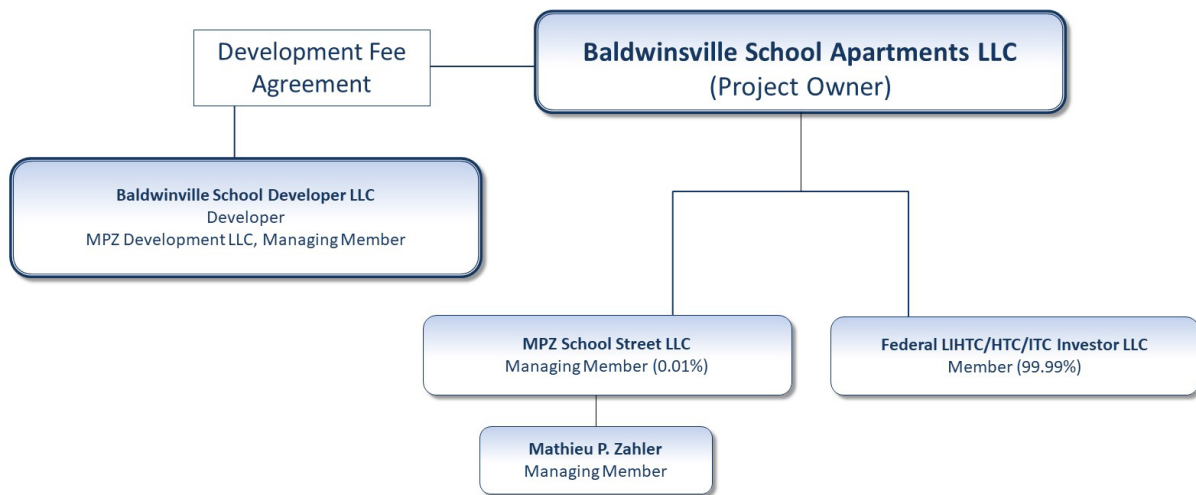 Development Fee
Agreement
Baldwinsville School Apartments LLC
(Project Owner)
Baldwinville School Developer LLC
Developer
MPZ Development LLC, Managing Member
MPZ School Street LLC
Managing Member (0.01%)
Federal LIHTC/HTC/ITC Investor LLC
Member (99.99%)
Mathieu P. Zahler
Managing Member